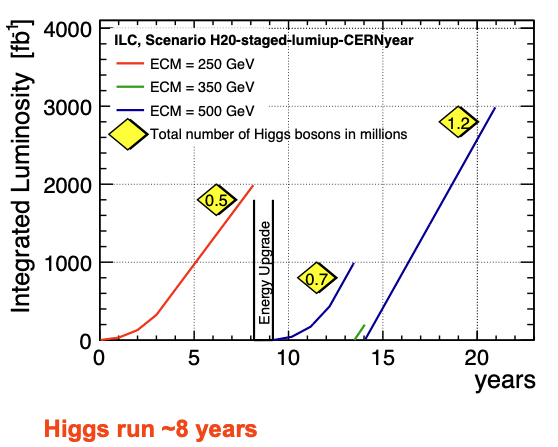 ILC, Scenario H20-staged-lumiup-CERNyear
ECM = 250 GeV
ECM = 350 GeV
ECM = 500 GeV
Total number of Higgs bosons in millions
Integrated Luminosity [fb¹]
4000
3000
2000
1000
0
1.2
0.5
0.7
Energy Upgrade
0 5 10 15 20
years
Higgs run ~8 years